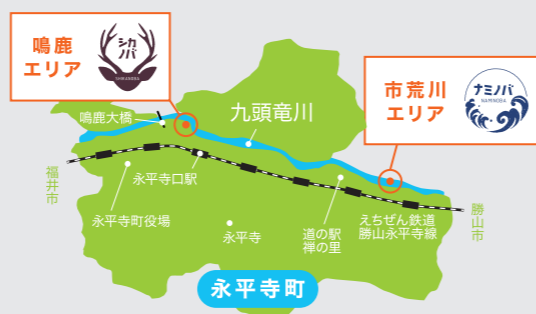 鳴鹿
エリア
シカ
ノバ
SHIKANOBA
市荒川
エリア
ナミノバ
NAMINOBA
鳴鹿大橋
九頭竜川
福井市
永平寺口駅
永平寺町役場
永平寺
道の駅
禅の里
えちぜん鉄道
勝山永平寺線
勝山市
永平寺町